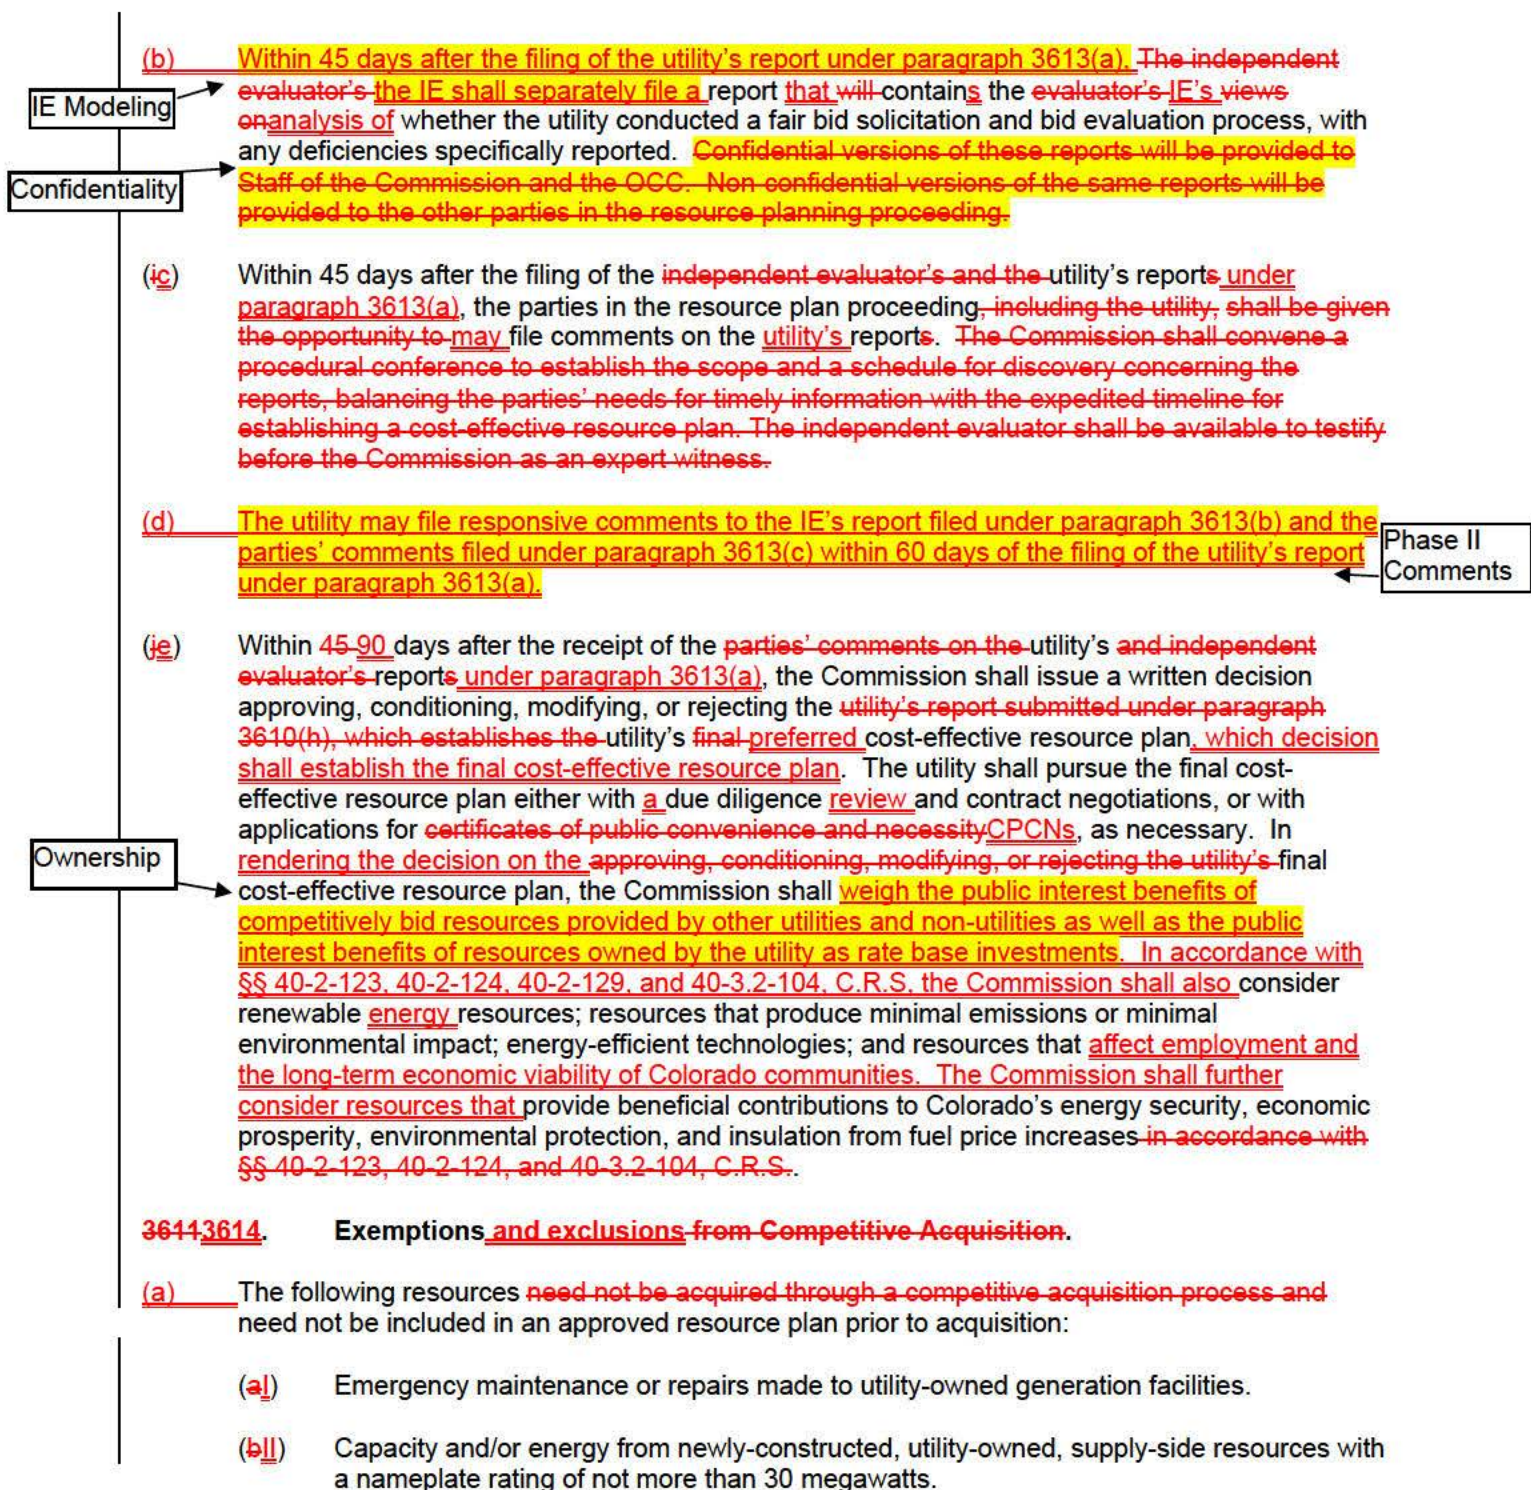 (b) Within 45 days after the filing of the utility's report under paragraph 3613(a), The independent
IE Modeling
evaluator's the IE shall separately file a report that will contains the evaluator's IE's views
onanalysis of whether the utility conducted a fair bid solicitation and bid evaluation process, with
any deficiencies specifically reported. Confidential versions of these reports will be provided to
Confidentiality
Staff of the Commission and the OCC. Non-confidential versions of the same reports will be
provided to the other parties in the resource planning proceeding.
(ic) Within 45 days after the filing of the independent evaluator's and the utility's reports under
paragraph 3613(a), the parties in the resource plan proceeding, including the utility, shall be given
the opportunity to may file comments on the utility's reports. The Commission shall convene a
procedural conference to establish the scope and a schedule for discovery concerning the
reports, balancing the parties' needs for timely information with the expedited timeline for
establishing a cost-effective resource plan. The independent evaluator shall be available to testify
before the Commission as an expert witness.
(d) The utility may file responsive comments to the IE's report filed under paragraph 3613(b) and the
parties' comments filed under paragraph 3613(c) within 60 days of the filing of the utility's report
under paragraph 3613(a).
Phase II
Comments
(je) Within 45 90 days after the receipt of the parties' comments on the utility's and independent
evaluator's reports under paragraph 3613(a), the Commission shall issue a written decision
approving, conditioning, modifying, or rejecting the utility's report submitted under paragraph
3610(h), which establishes the utility's final preferred cost-effective resource plan, which decision
shall establish the final cost-effective resource plan. The utility shall pursue the final cost-
effective resource plan either with a due diligence review and contract negotiations, or with
applications for certificates of public convenience and necessityCPCNs, as necessary. In
Ownership
rendering the decision on the approving, conditioning, modifying, or rejecting the utility's final
cost-effective resource plan, the Commission shall weigh the public interest benefits of
competitively bid resources provided by other utilities and non-utilities as well as the public
interest benefits of resources owned by the utility as rate base investments. In accordance with
§§ 40-2-123, 40-2-124, 40-2-129, and 40-3.2-104, C.R.S, the Commission shall also consider
renewable energy resources; resources that produce minimal emissions or minimal
environmental impact; energy-efficient technologies; and resources that affect employment and
the long-term economic viability of Colorado communities. The Commission shall further
consider resources that provide beneficial contributions to Colorado's energy security, economic
prosperity, environmental protection, and insulation from fuel price increases in accordance with
§§ 40-2-123, 40-2-124, and 40-3.2-104, C.R.S..
36113614. Exemptions and exclusions from Competitive Acquisition.
(a) The following resources need not be acquired through a competitive acquisition process and
need not be included in an approved resource plan prior to acquisition:
(aI) Emergency maintenance or repairs made to utility-owned generation facilities.
(bII) Capacity and/or energy from newly-constructed, utility-owned, supply-side resources with
a nameplate rating of not more than 30 megawatts.